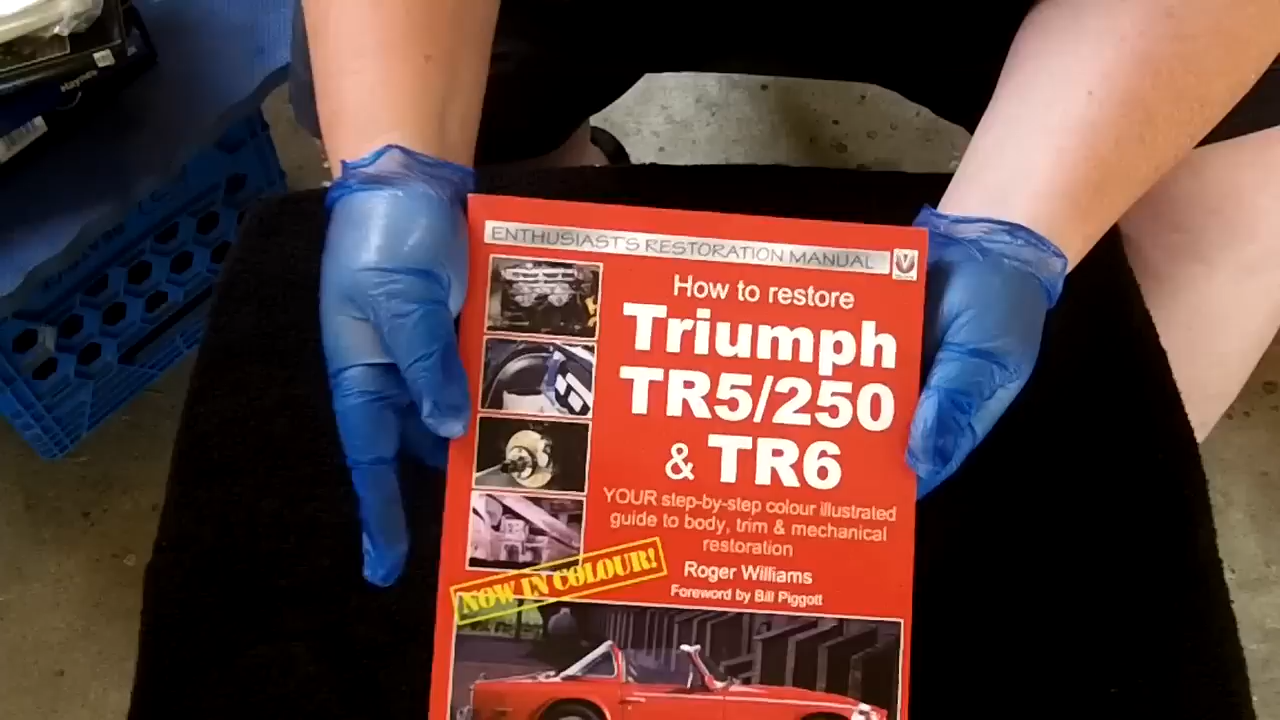 Haynes
ENTHUSIAST'S RESTORATION MANUAL
How to restore
Triumph
TR5/250
& TR6
YOUR step-by-step colour illustrated
guide to body, trim & mechanical
restoration
Roger Williams
Foreword by Bill Piggott
NOW IN COLOUR!